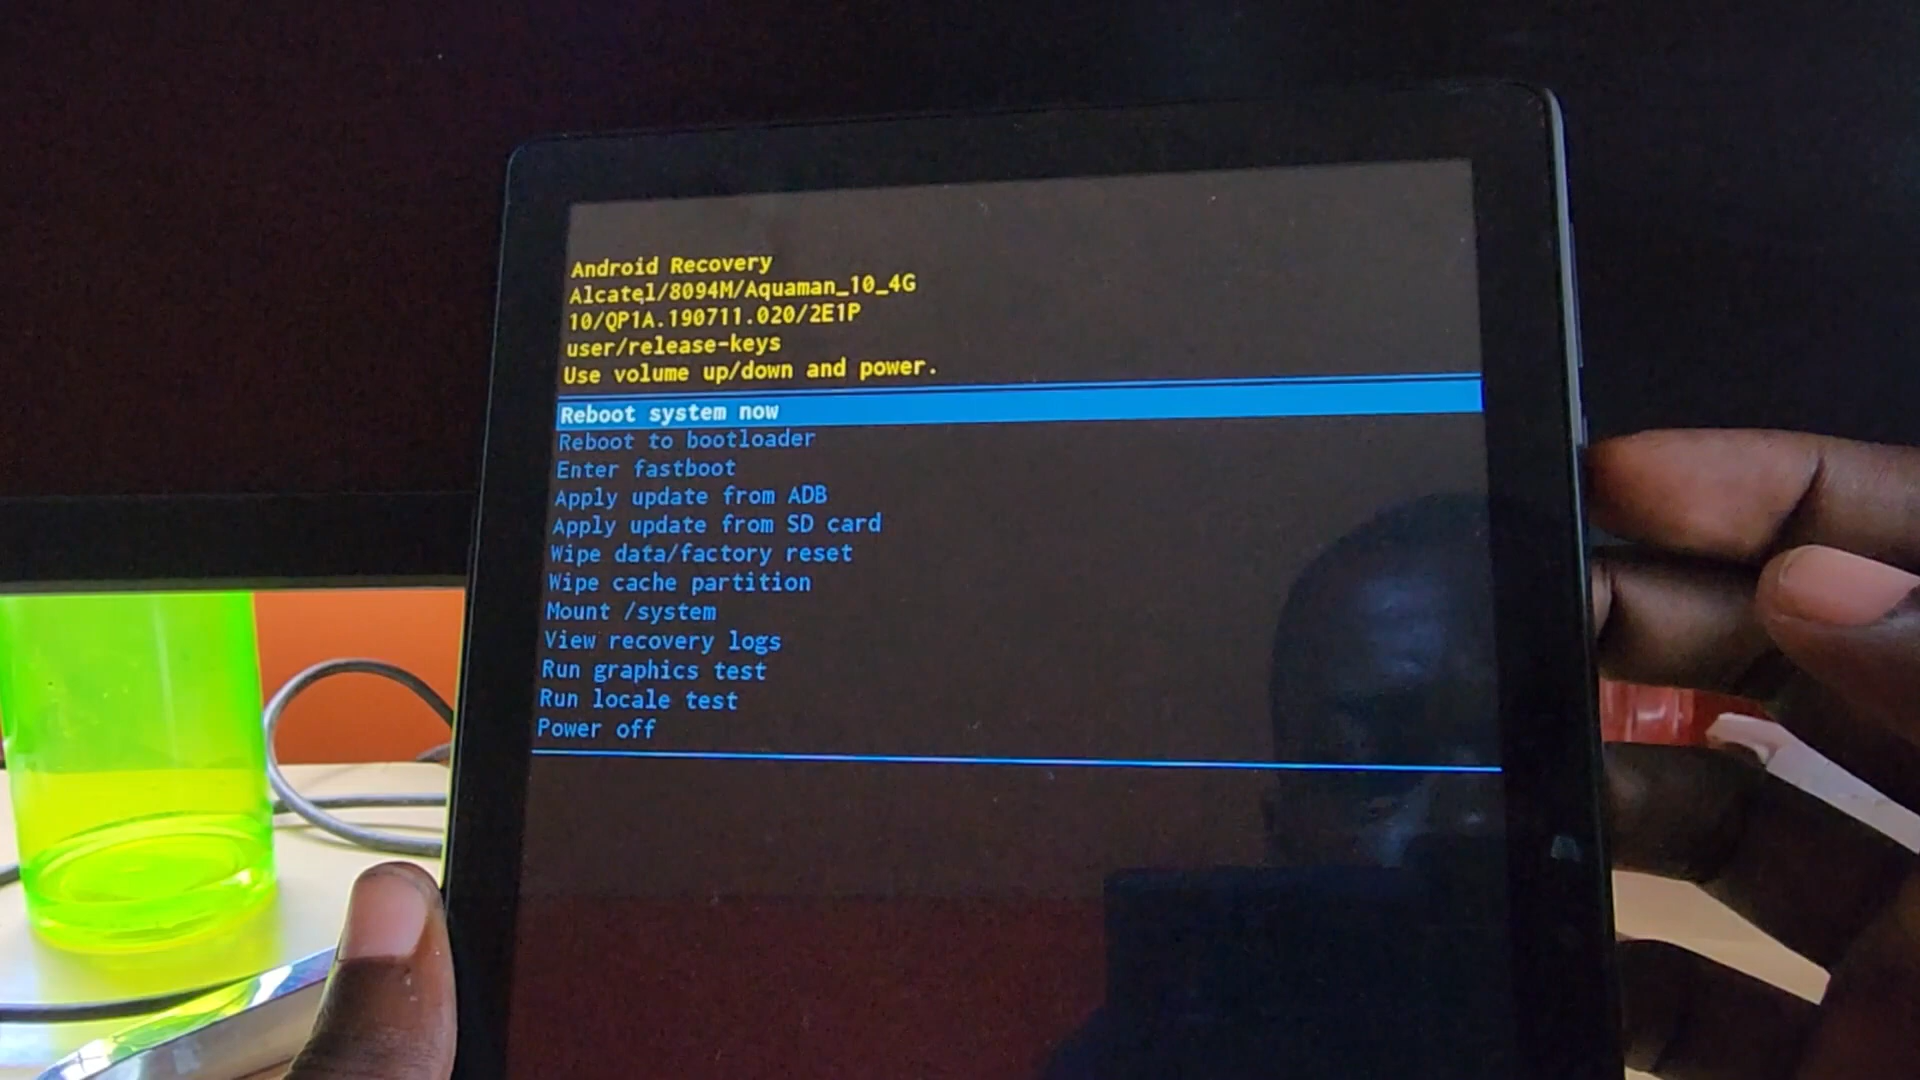 Android Recovery
Alcatel/8094M/Aquaman_10_4G
10/QP1A.190711.020/2E1P
user/release-keys
Use volume up/down and power.
Reboot system now
Reboot to bootloader
Enter fastboot
Apply update from ADB
Apply update from SD card
Wipe data/factory reset
Wipe cache partition
Mount /system
View recovery logs
Run graphics test
Run locale test
Power off